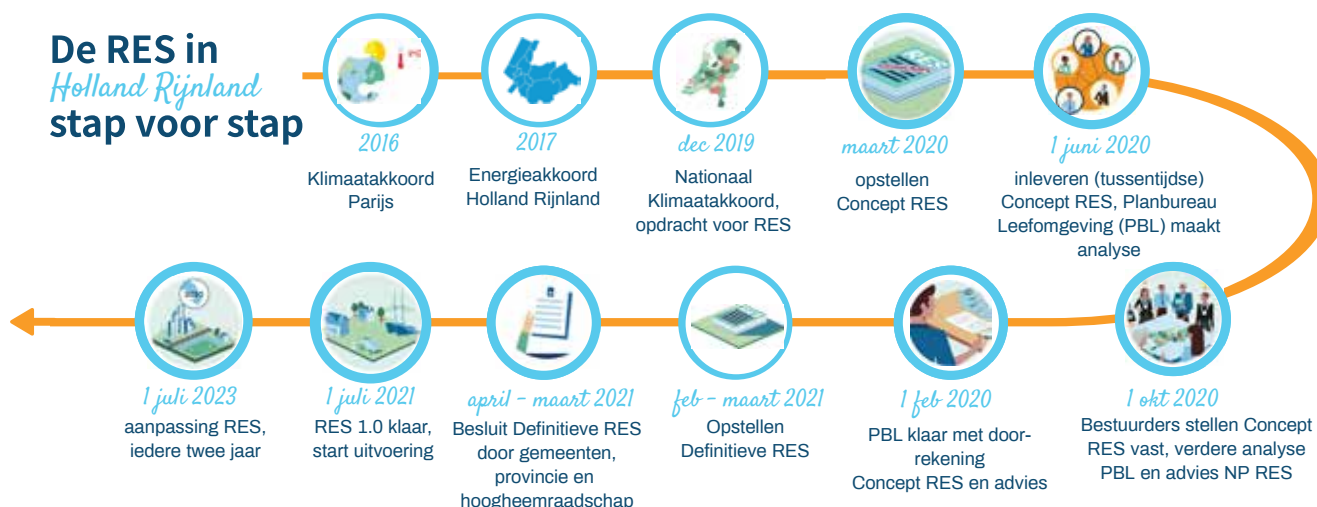 De RES in
Holland Rijnland
stap voor stap
2016
Klimaatakkoord
Parijs
2017
Energieakkoord
Holland Rijnland
dec 2019
Nationaal
Klimaatakkoord,
opdracht voor RES
maart 2020
opstellen
Concept RES
1 juni 2020
inleveren (tussentijdse)
Concept RES, Planbureau
Leefomgeving (PBL) maakt
analyse
1 okt 2020
Bestuurders stellen Concept
RES vast, verdere analyse
PBL en advies NP RES
1 feb 2020
PBL klaar met door-
rekening
Concept RES en advies
feb - maart 2021
Opstellen
Definitieve RES
april - maart 2021
Besluit Definitieve RES
door gemeenten,
provincie en
hoogheemraadschap
1 juli 2021
RES 1.0 klaar,
start uitvoering
1 juli 2023
aanpassing RES,
iedere twee jaar